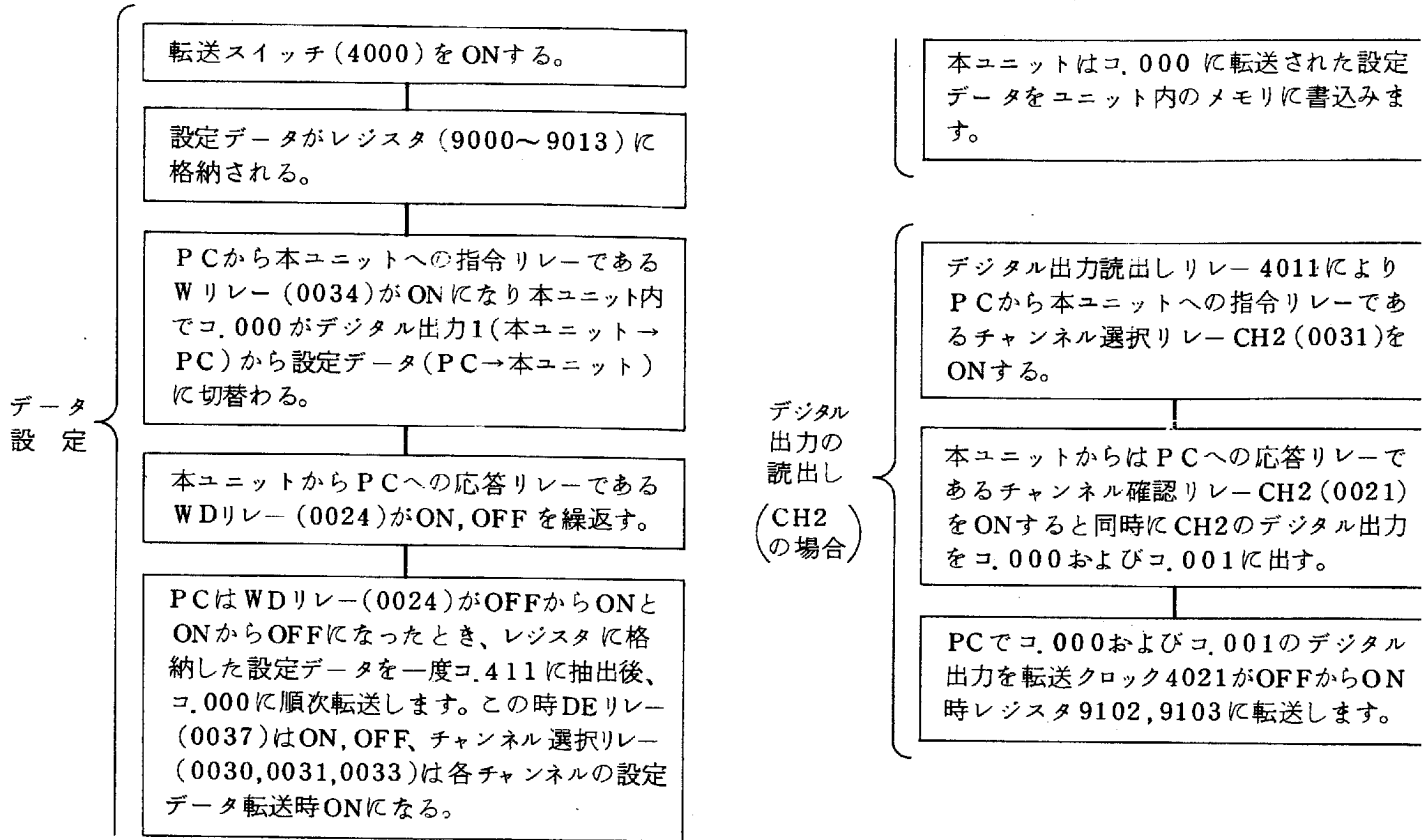 転送スイッチ(4000)をONする。
設定データがレジスタ(9000〜9013)に
格納される。
PCから本ユニットへの指令リレーである
Wリレー(0034)がONになり本ユニット内
でコ.000がデジタル出力1(本ユニット→
PC)から設定データ(PC→本ユニット)
に切替わる。
本ユニットからPCへの応答リレーである
WDリレー(0024)がON,OFFを繰返す。
PCはWDリレー(0024)がOFFからONと
ONからOFFになったとき、レジスタに格
納した設定データを一度コ.411に抽出後、
コ.000に順次転送します。この時DEリレー
(0037)はON,OFF、チャンネル選択リレー
(0030,0031,0033)は各チャンネルの設定
データ転送時ONになる。
データ
設定
本ユニットはコ.000に転送された設定
データをユニット内のメモリに書込みま
す。
デジタル出力読出しリレー4011により
PCから本ユニットへの指令リレーであ
るチャンネル選択リレーCH2(0031)を
ONする。
本ユニットからはPCへの応答リレーで
あるチャンネル確認リレーCH2(0021)
をONすると同時にCH2のデジタル出力
をコ.000およびコ.001に出す。
PCでコ.000およびコ.001のデジタル
出力を転送クロック4021がOFFからON
時レジスタ9102,9103に転送します。
デジタル
出力の
読出し
(CH2
の場合)